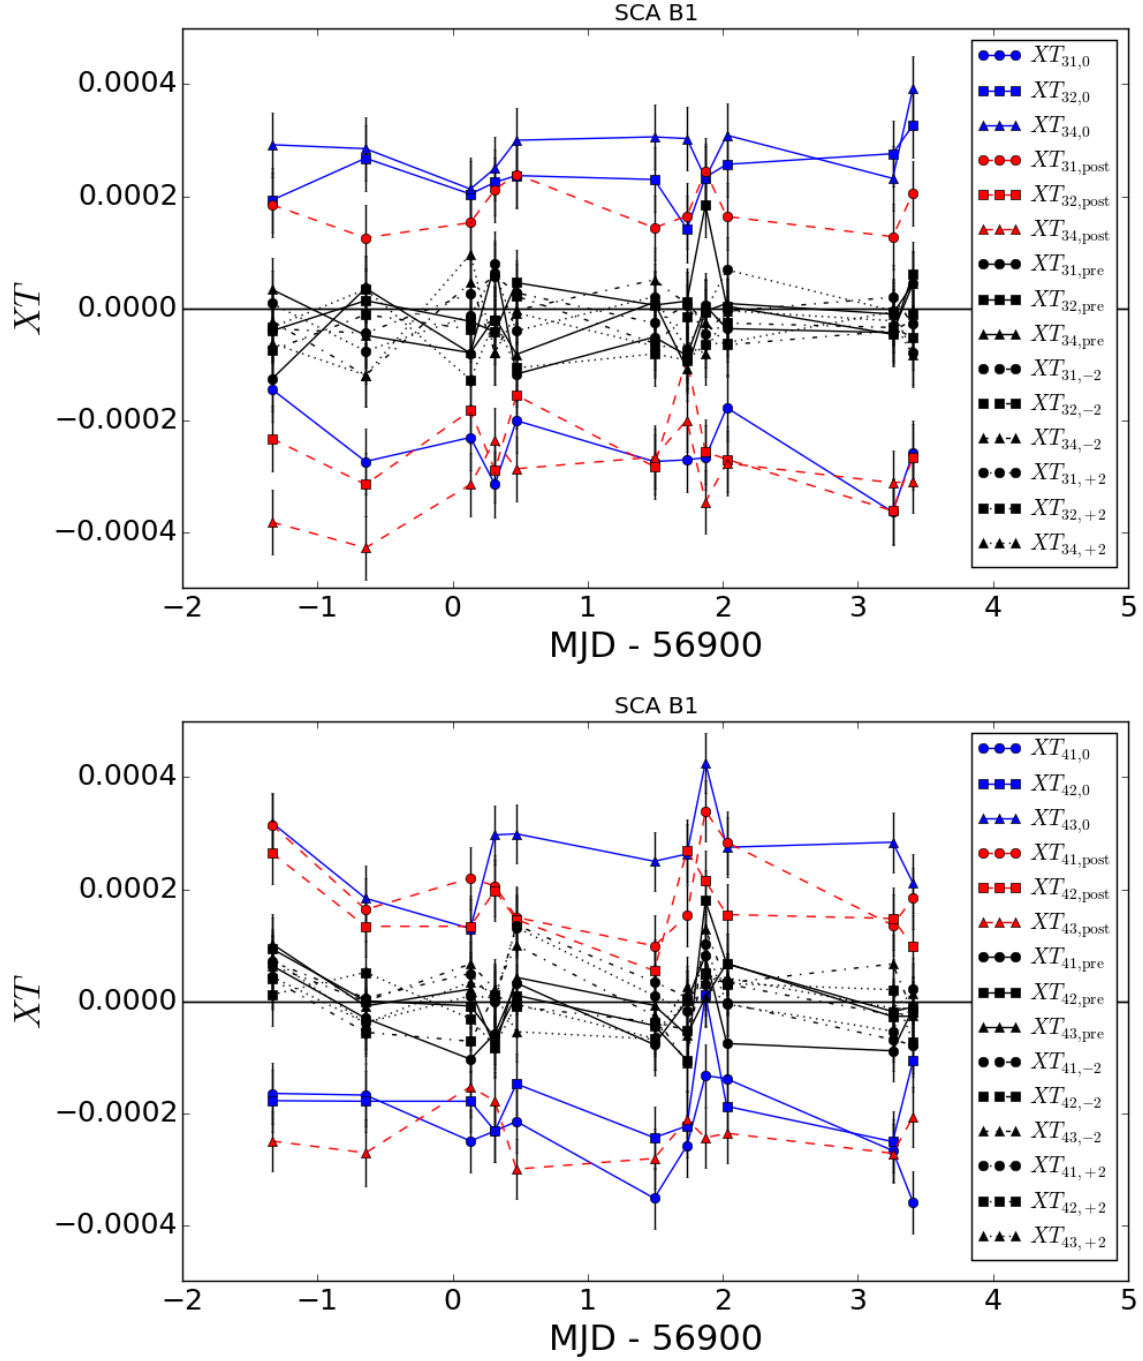 SCA B1
XT
0.0004
0.0002
0.0000
−0.0002
−0.0004
−2 −1 0 1 2 3 4 5
MJD - 56900
XT31,0
XT32,0
XT34,0
XT31,post
XT32,post
XT34,post
XT31,pre
XT32,pre
XT34,pre
XT31,−2
XT32,−2
XT34,−2
XT31,+2
XT32,+2
XT34,+2
SCA B1
XT
0.0004
0.0002
0.0000
−0.0002
−0.0004
−2 −1 0 1 2 3 4 5
MJD - 56900
XT41,0
XT42,0
XT43,0
XT41,post
XT42,post
XT43,post
XT41,pre
XT42,pre
XT43,pre
XT41,−2
XT42,−2
XT43,−2
XT41,+2
XT42,+2
XT43,+2